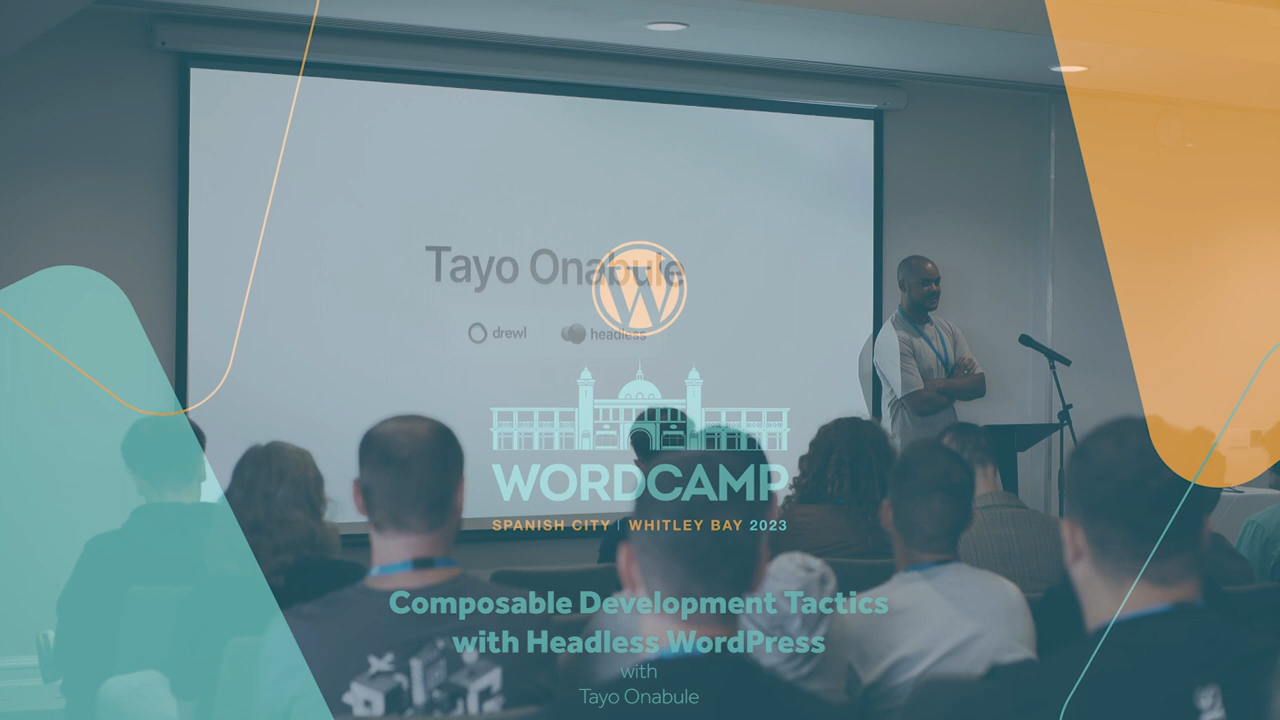 Tayo Onabule
drewl headless
WORDCAMP
SPANISH CITY | WHITLEY BAY 2023
Composable Development Tactics
with Headless WordPress
with
Tayo Onabule